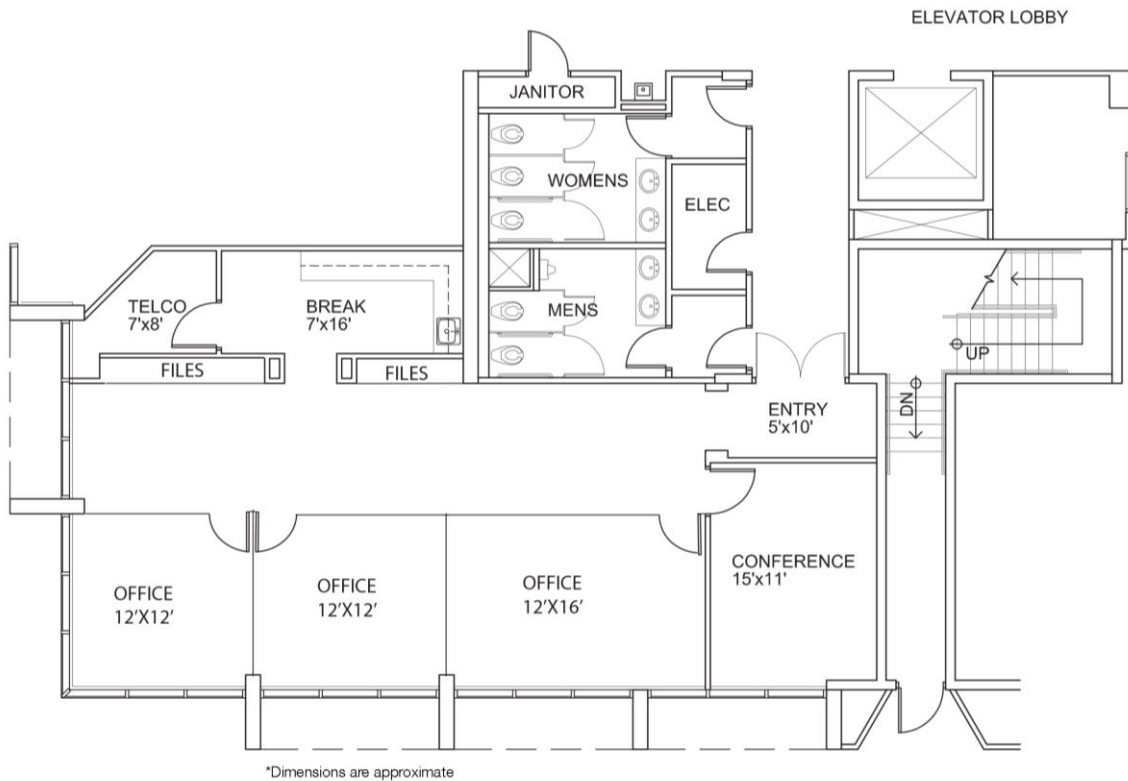 ELEVATOR LOBBY
JANITOR
WOMENS
ELEC
TELCO
7'x8'
BREAK
7'x16'
MENS
FILES
FILES
UP
DN
ENTRY
5'x10'
CONFERENCE
15'x11'
OFFICE
12'X12'
OFFICE
12'X12'
OFFICE
12'X16'
*Dimensions are approximate